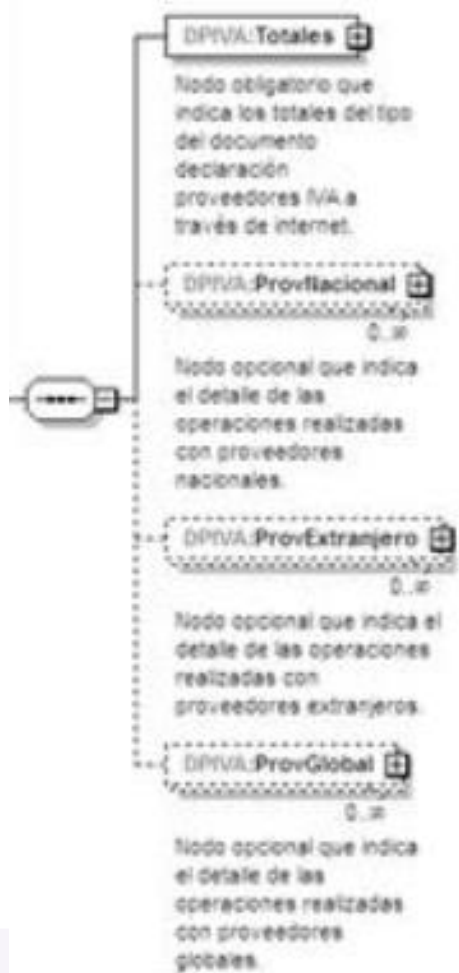 DPIVA:Totales
Nodo obligatorio que
indica los totales del tipo
del documento
declaración
proveedores IVA a
través de internet.
DPIVA:ProvNacional
0..∞
Nodo opcional que indica
el detalle de las
operaciones realizadas
con proveedores
nacionales.
DPIVA:ProvExtranjero
0..∞
Nodo opcional que indica el
detalle de las operaciones
realizadas con
proveedores extranjeros.
DPIVA:ProvGlobal
0..∞
Nodo opcional que indica
el detalle de las
operaciones realizadas
con proveedores
globales.